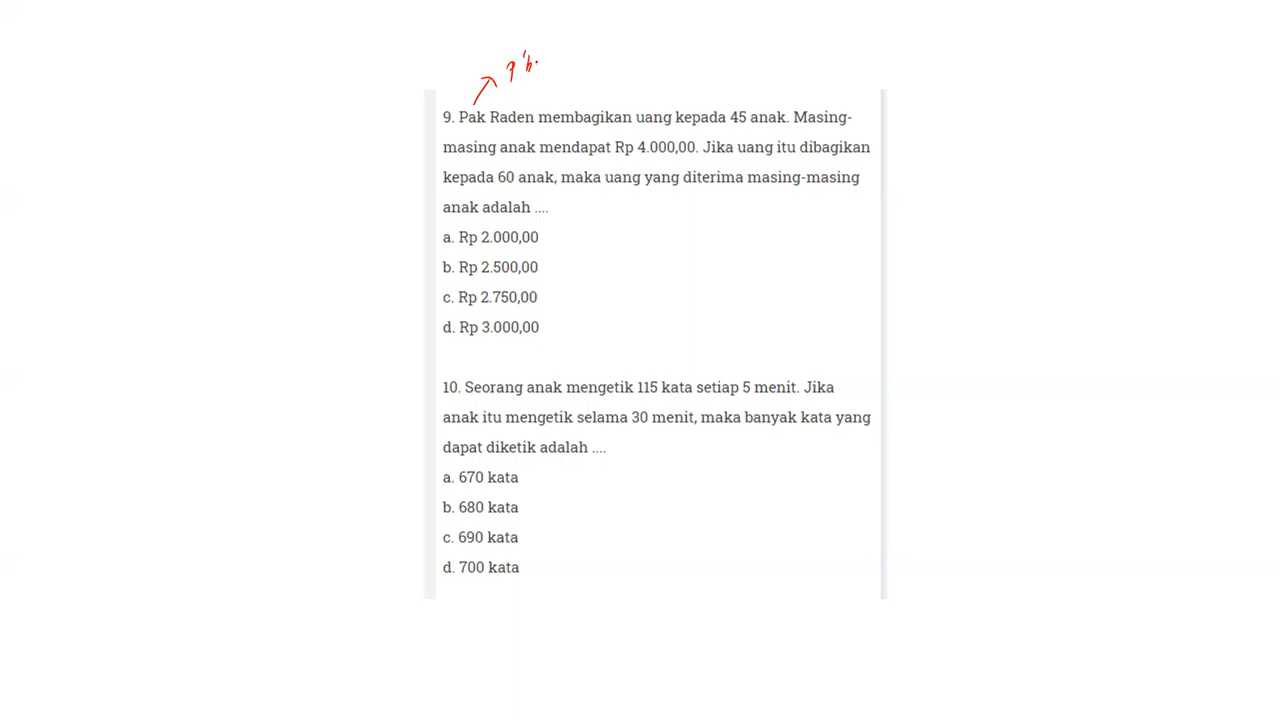 9. Pak Raden membagikan uang kepada 45 anak. Masing-
masing anak mendapat Rp 4.000,00. Jika uang itu dibagikan
kepada 60 anak, maka uang yang diterima masing-masing
anak adalah ....
a. Rp 2.000,00
b. Rp 2.500,00
c. Rp 2.750,00
d. Rp 3.000,00
10. Seorang anak mengetik 115 kata setiap 5 menit. Jika
anak itu mengetik selama 30 menit, maka banyak kata yang
dapat diketik adalah ....
a. 670 kata
b. 680 kata
c. 690 kata
d. 700 kata